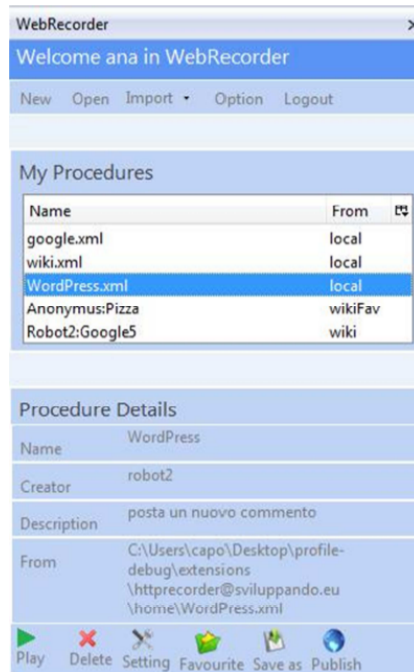 WebRecorder
Welcome ana in WebRecorder
New Open Import Option Logout
My Procedures
Name From
google.xml local
wiki.xml local
WordPress.xml local
Anonymus:Pizza wikiFav
Robot2:Google5 wiki
Procedure Details
Name WordPress
Creator robot2
Description posta un nuovo commento
From C:\Users\capo\Desktop\profile-
debug\extensions
\httprecorder@sviluppando.eu
\home\WordPress.xml
Play Delete Setting Favourite Save as Publish